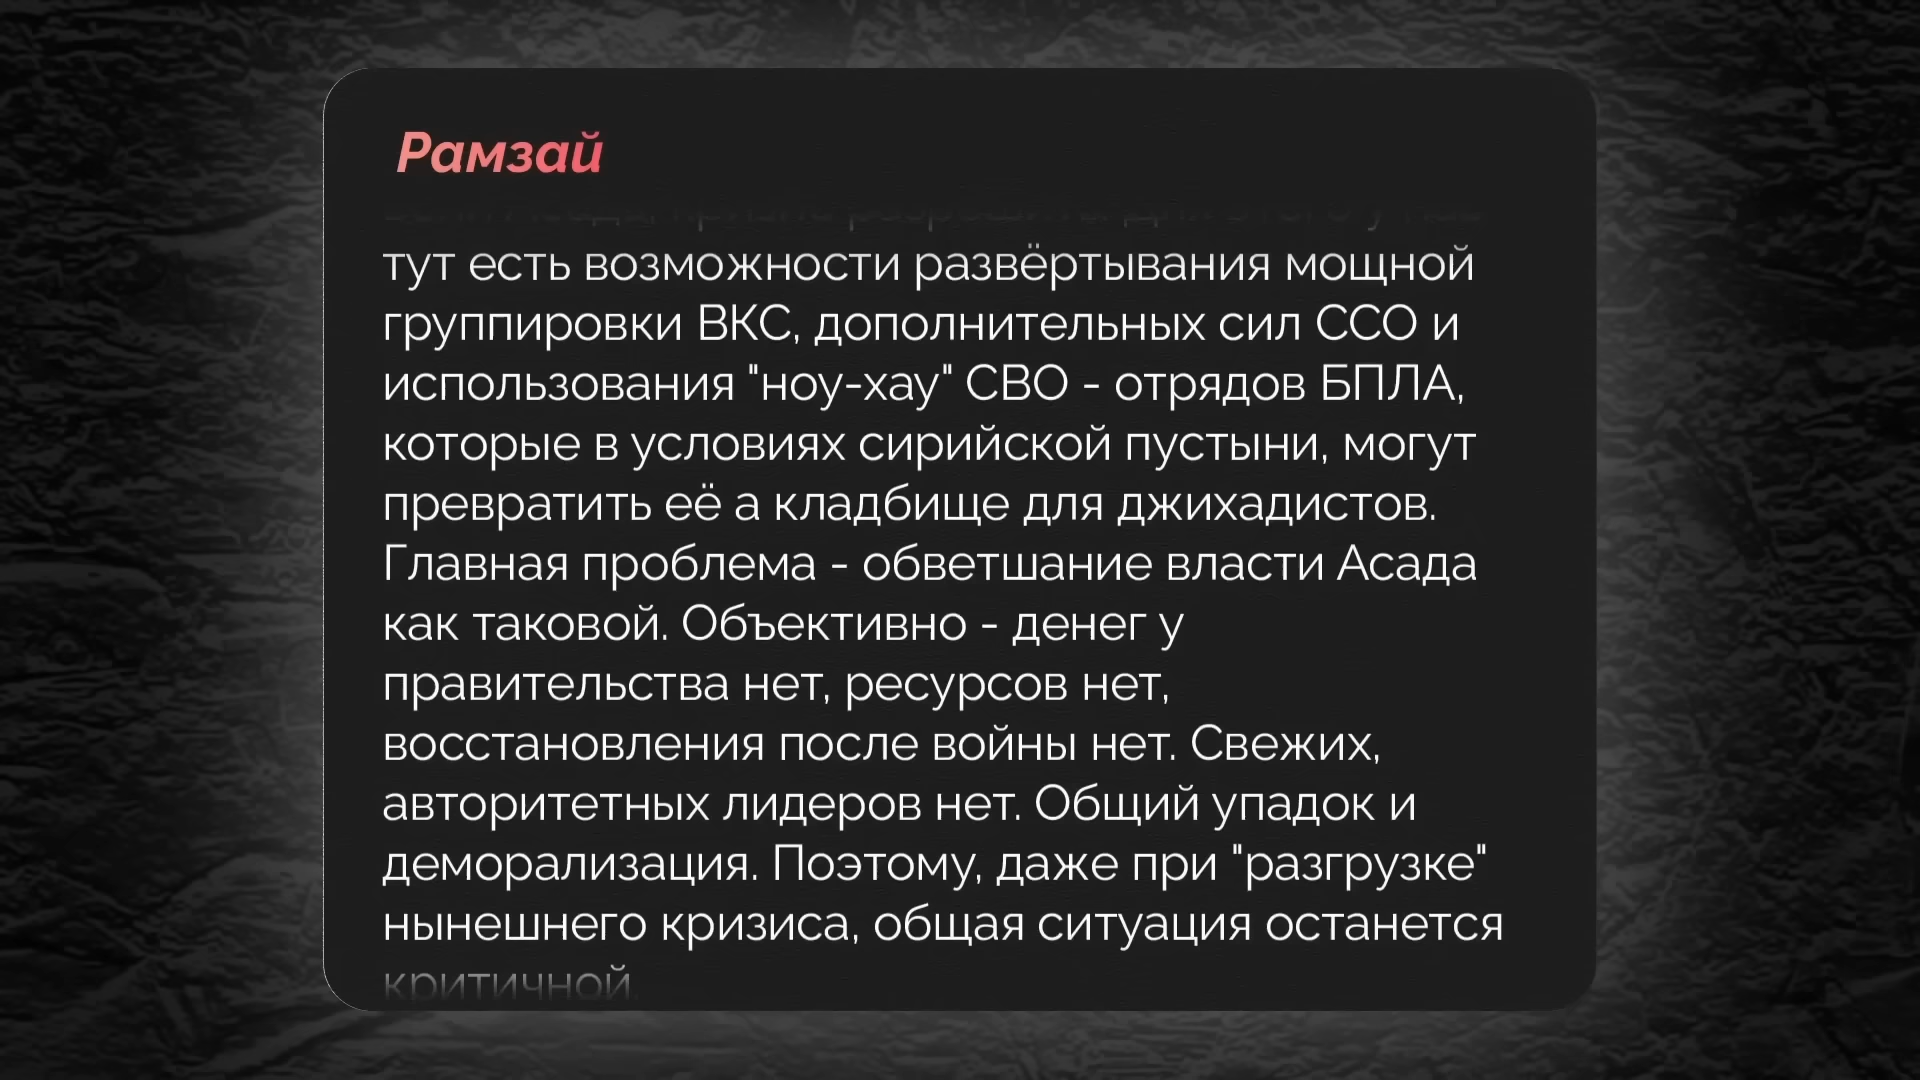 Рамзай
тут есть возможности развёртывания мощной
группировки ВКС, дополнительных сил ССО и
использования "ноу-хау" СВО - отрядов БПЛА,
которые в условиях сирийской пустыни, могут
превратить её а кладбище для джихадистов.
Главная проблема - обветшание власти Асада
как таковой. Объективно - денег у
правительства нет, ресурсов нет,
восстановления после войны нет. Свежих,
авторитетных лидеров нет. Общий упадок и
деморализация. Поэтому, даже при "разгрузке"
нынешнего кризиса, общая ситуация останется
критичной.